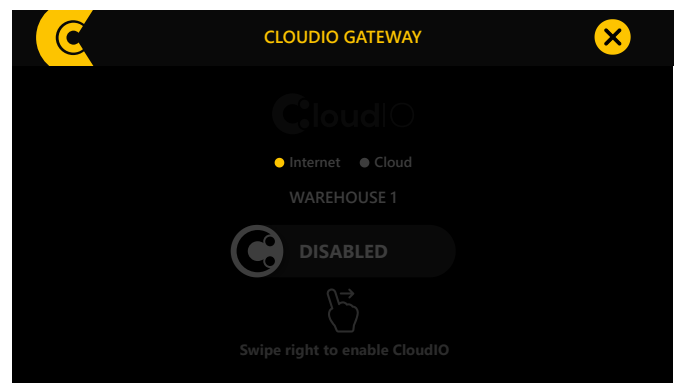 CLOUDIO GATEWAY
CloudIO
Internet Cloud
WAREHOUSE 1
DISABLED
Swipe right to enable CloudIO